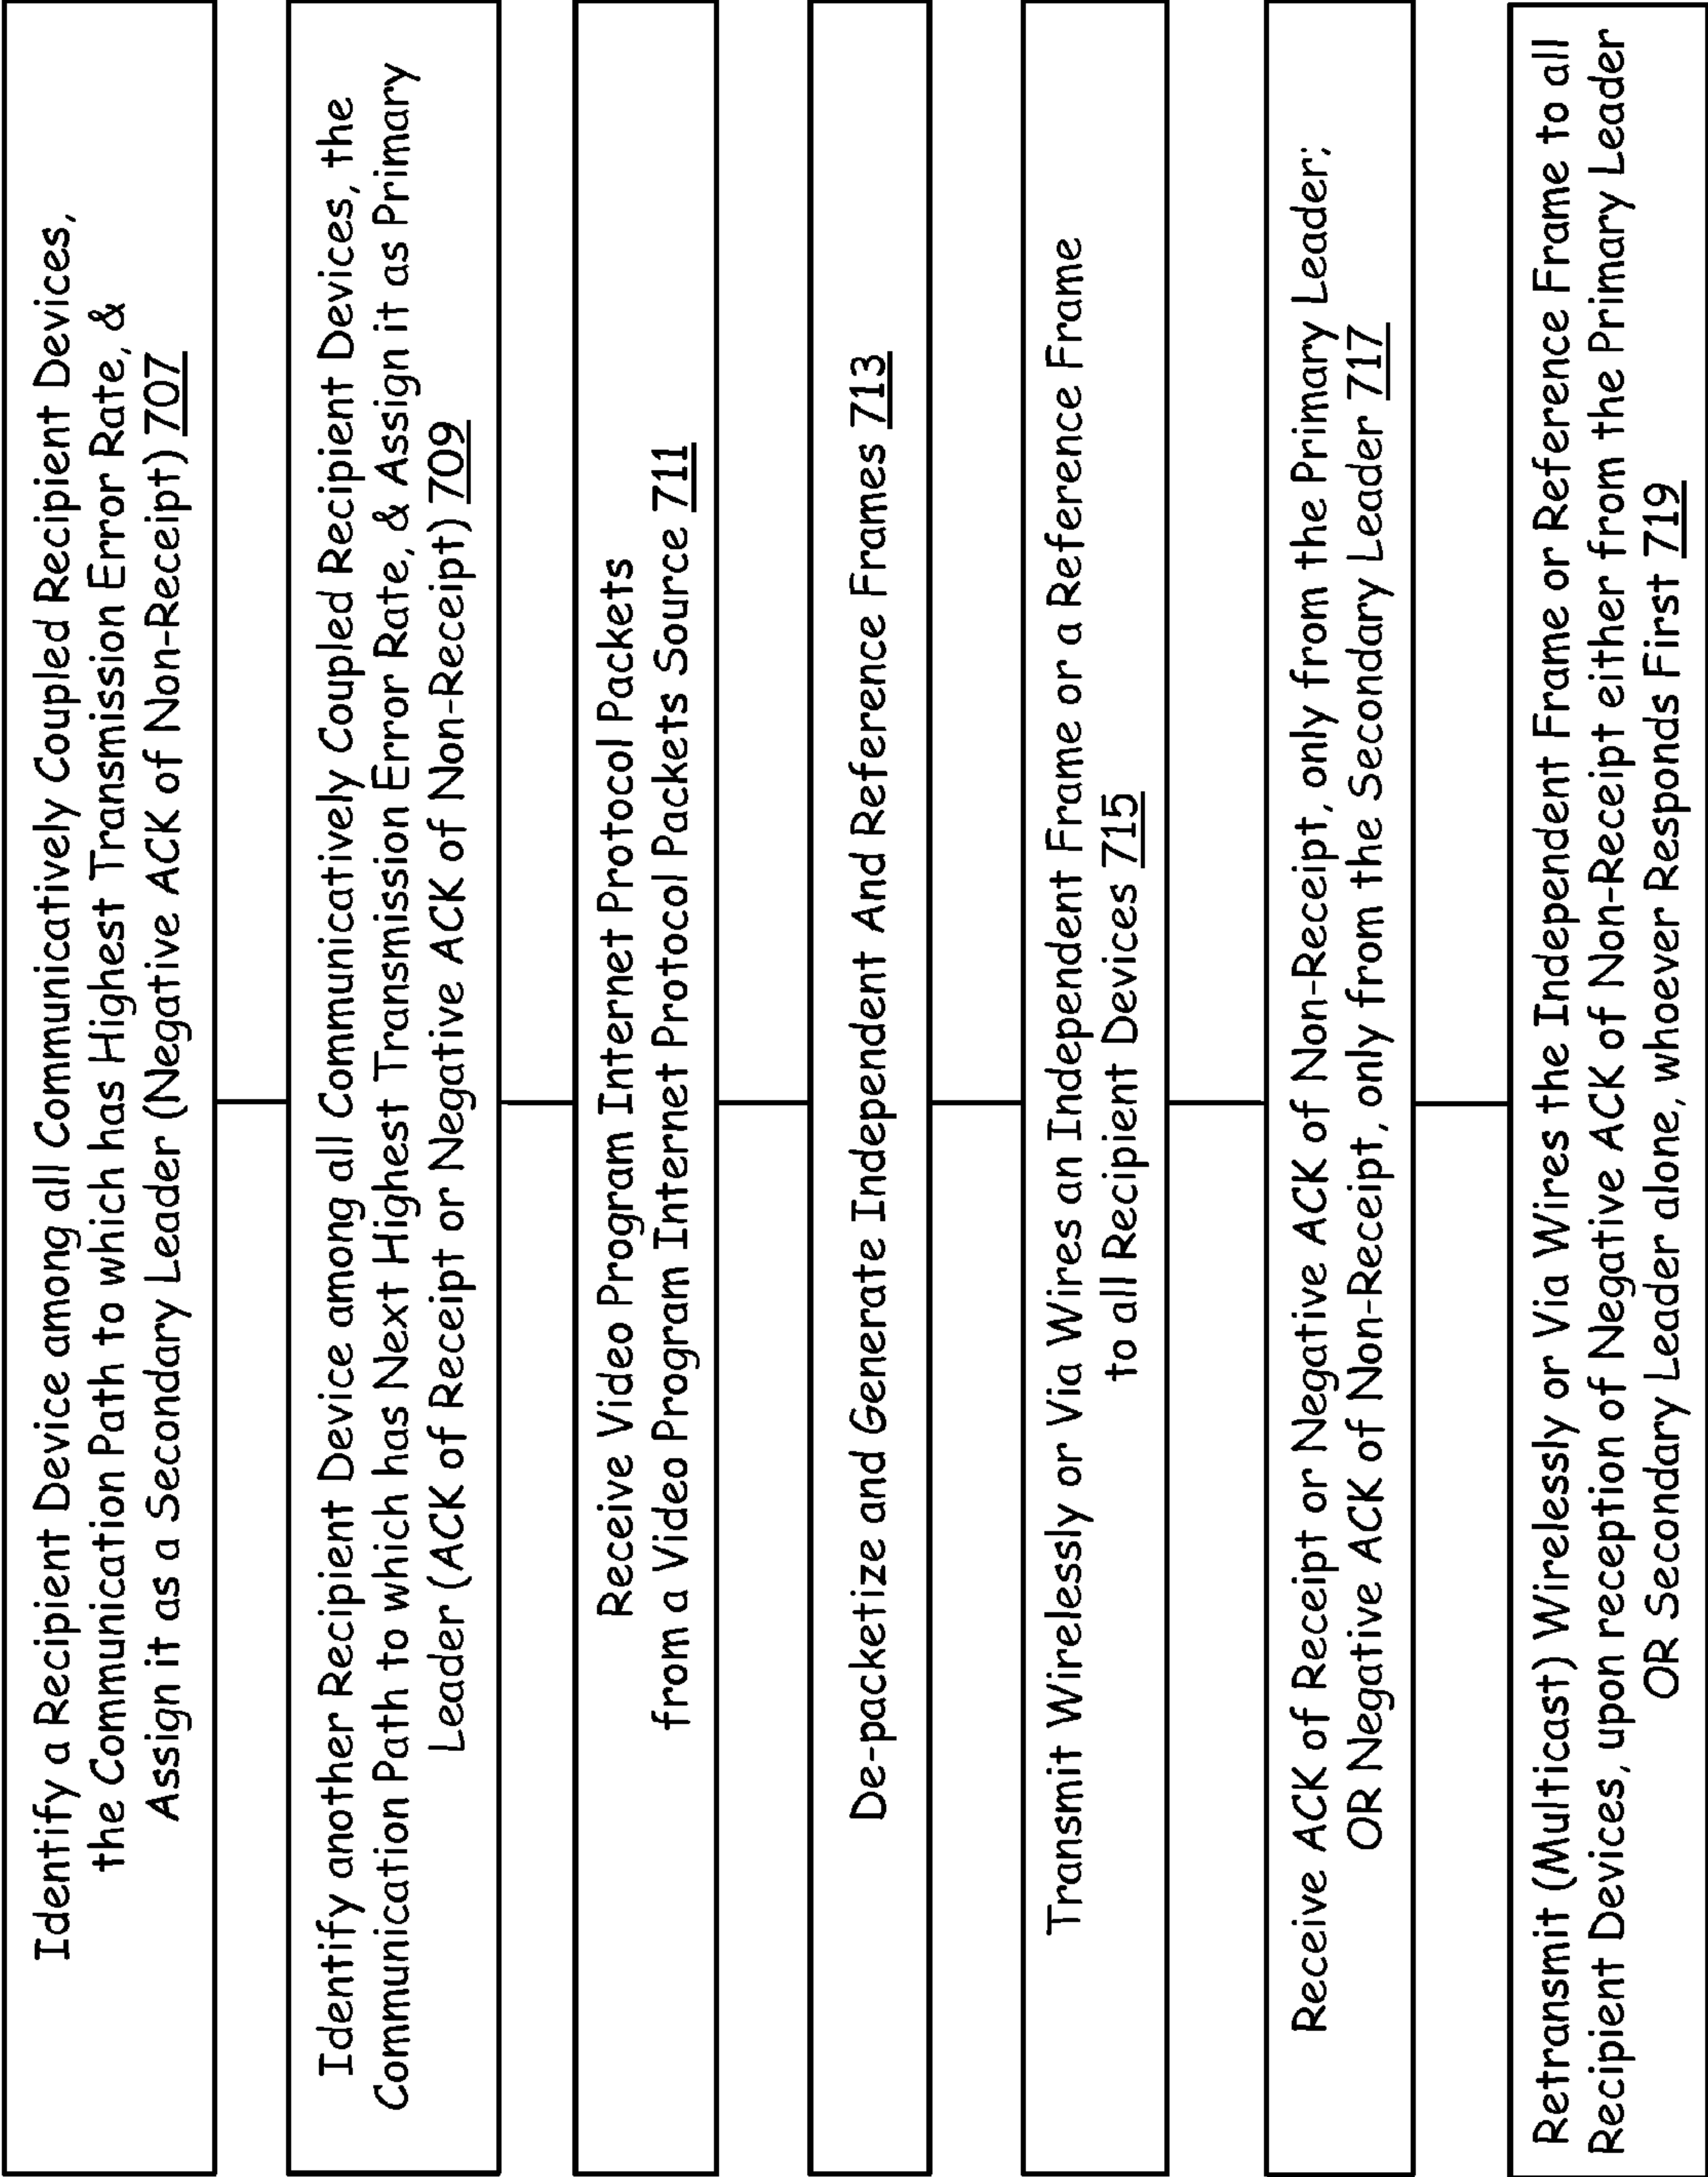 Identify a Recipient Device among all Communicatively Coupled Recipient Devices,
the Communication Path to which has Highest Transmission Error Rate, &
Assign it as a Secondary Leader (Negative ACK of Non-Receipt) 707
Identify another Recipient Device among all Communicatively Coupled Recipient Devices, the
Communication Path to which has Next Highest Transmission Error Rate, & Assign it as Primary
Leader (ACK of Receipt or Negative ACK of Non-Receipt) 709
Receive Video Program Internet Protocol Packets
from a Video Program Internet Protocol Packets Source 711
De-packetize and Generate Independent And Reference Frames 713
Transmit Wirelessly or Via Wires an Independent Frame or a Reference Frame
to all Recipient Devices 715
Receive ACK of Receipt or Negative ACK of Non-Receipt, only from the Primary Leader;
OR Negative ACK of Non-Receipt, only from the Secondary Leader 717
Retransmit (Multicast) Wirelessly or Via Wires the Independent Frame or Reference Frame to all
Recipient Devices, upon reception of Negative ACK of Non-Receipt either from the Primary Leader
OR Secondary Leader alone, whoever Responds First 719